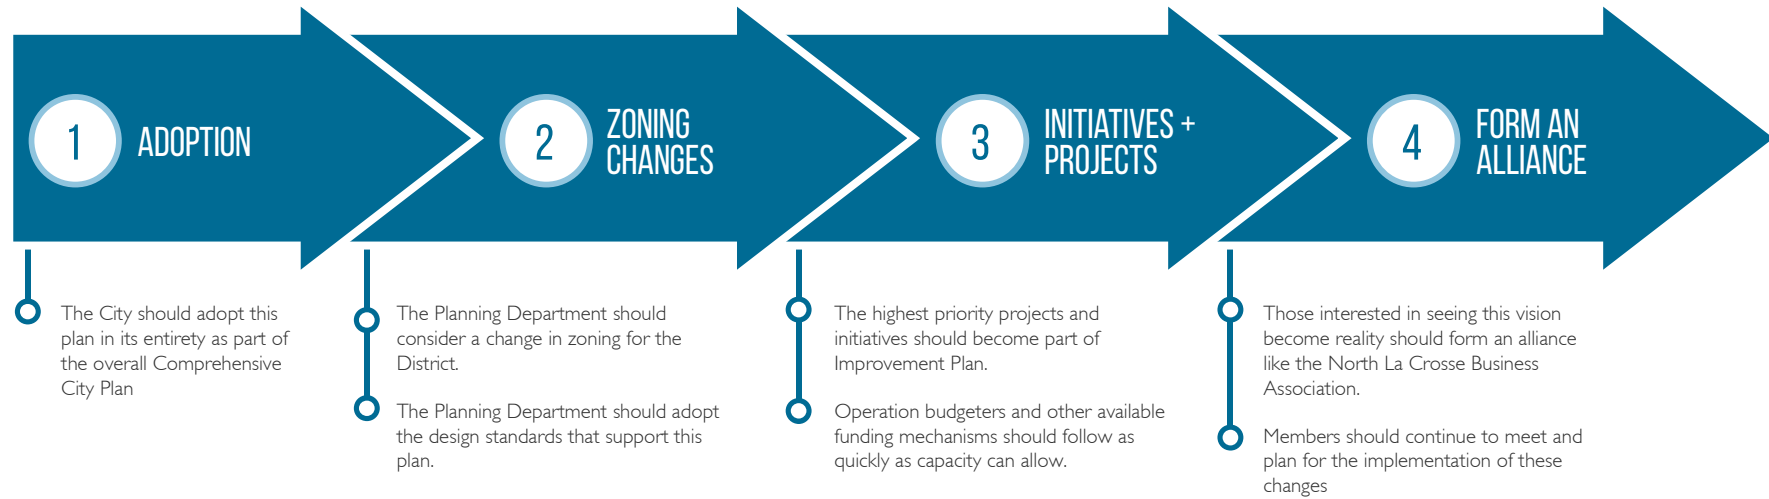 1
ADOPTION
The City should adopt this
plan in its entirety as part of
the overall Comprehensive
City Plan
2
ZONING
CHANGES
The Planning Department should
consider a change in zoning for the
District.
The Planning Department should adopt
the design standards that support this
plan.
3
INITIATIVES +
PROJECTS
The highest priority projects and
initiatives should become part of
Improvement Plan.
Operation budgeters and other available
funding mechanisms should follow as
quickly as capacity can allow.
4
FORM AN
ALLIANCE
Those interested in seeing this vision
become reality should form an alliance
like the North La Crosse Business
Association.
Members should continue to meet and
plan for the implementation of these
changes